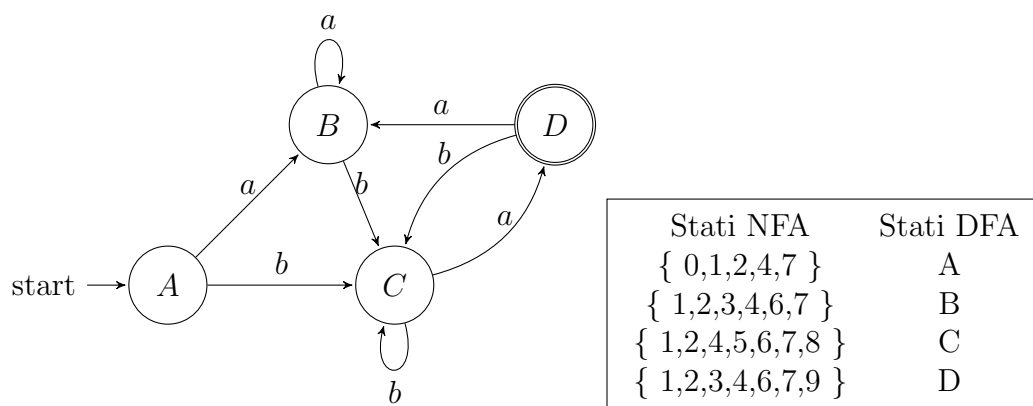 a
B
a
D
b
b
a
a
start
A
b
C
b
Stati NFA Stati DFA
{ 0,1,2,4,7 } A
{ 1,2,3,4,6,7 } B
{ 1,2,4,5,6,7,8 } C
{ 1,2,3,4,6,7,9 } D